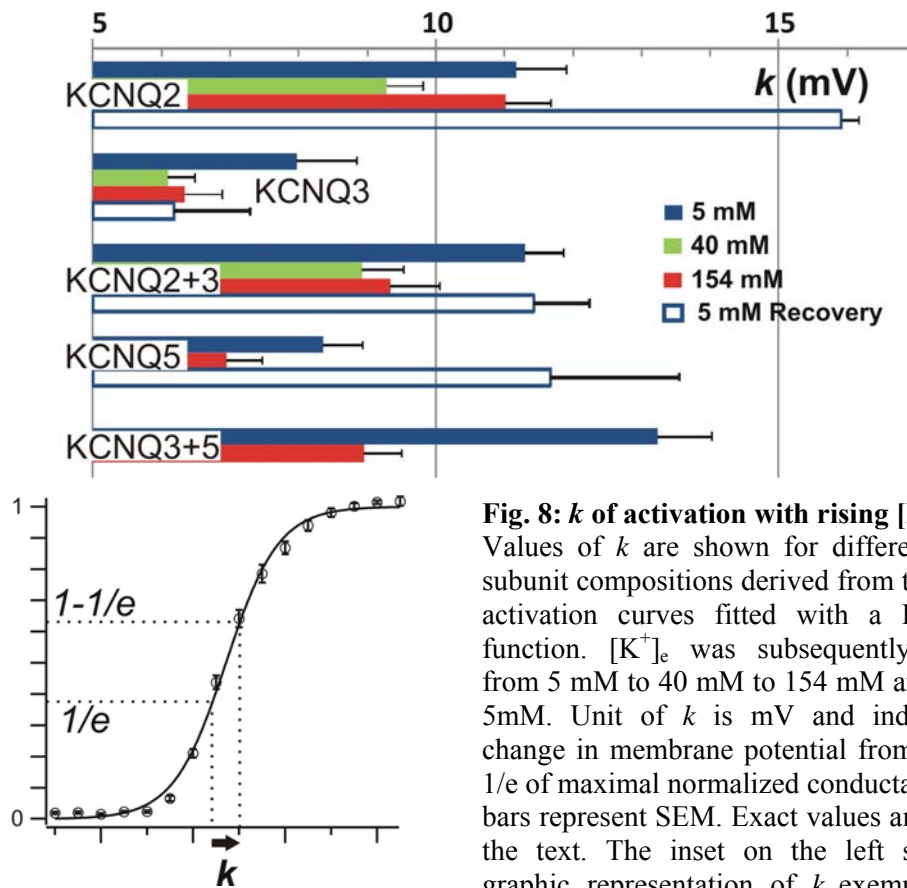 5 10 15
k (mV)
KCNQ2
KCNQ3
KCNQ2+3
KCNQ5
KCNQ3+5
5 mM
40 mM
154 mM
5 mM Recovery
1
1-1/e
1/e
0
k
Fig. 8: k of activation with rising [
Values of k are shown for differe
subunit compositions derived from t
activation curves fitted with a
function. [K+]e was subsequently
from 5 mM to 40 mM to 154 mM a
5mM. Unit of k is mV and ind
change in membrane potential from
1/e of maximal normalized conducta
bars represent SEM. Exact values ar
the text. The inset on the left s
graphic representation of k exemp